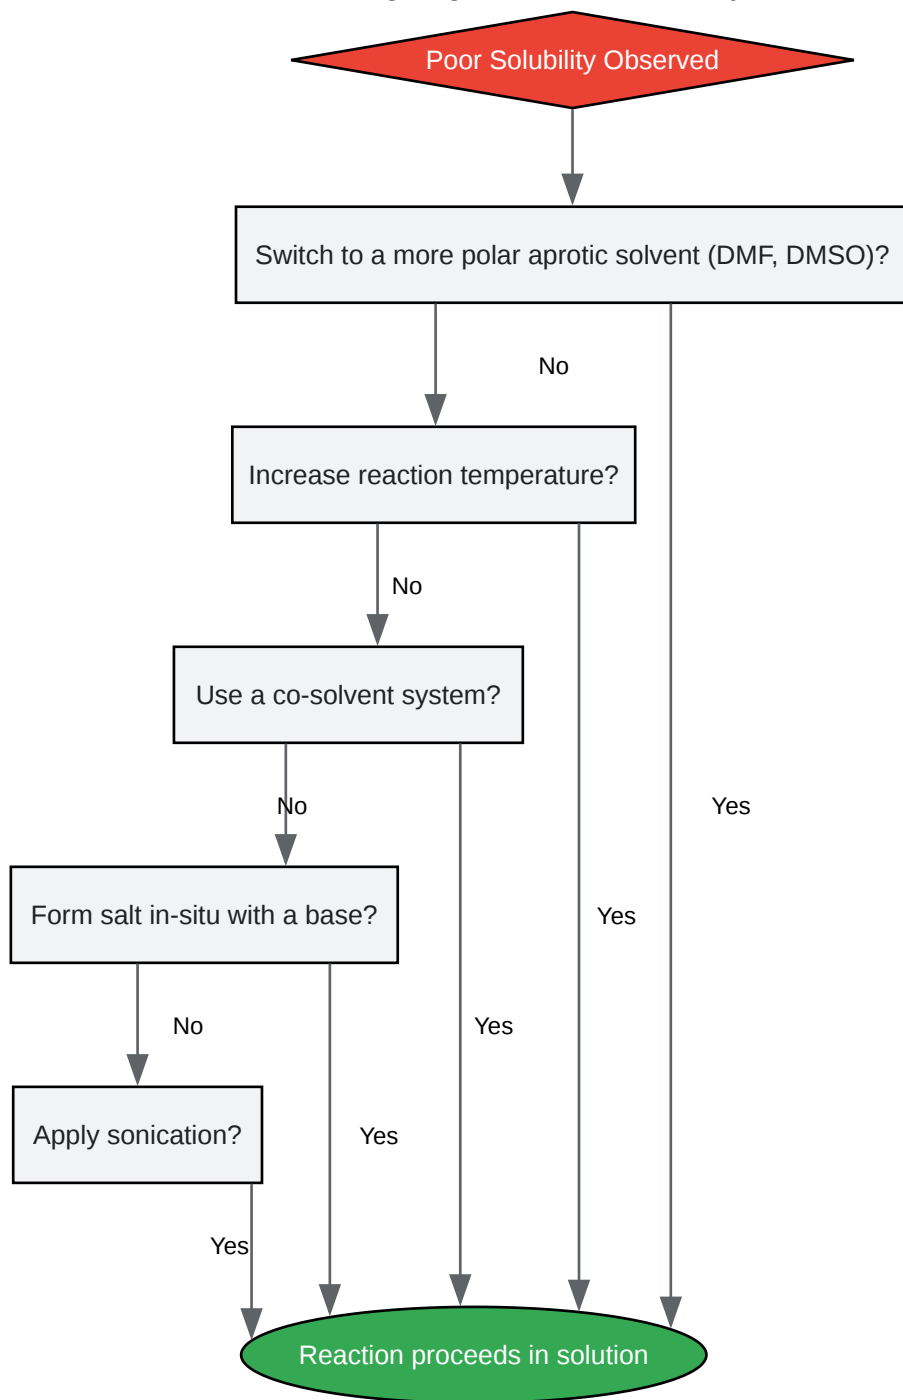 Poor Solubility Observed
Switch to a more polar aprotic solvent (DMF, DMSO)?
No
Increase reaction temperature?
No
Use a co-solvent system?
No
Yes
Form salt in-situ with a base?
Yes
No
Yes
Apply sonication?
Yes
Yes
Reaction proceeds in solution